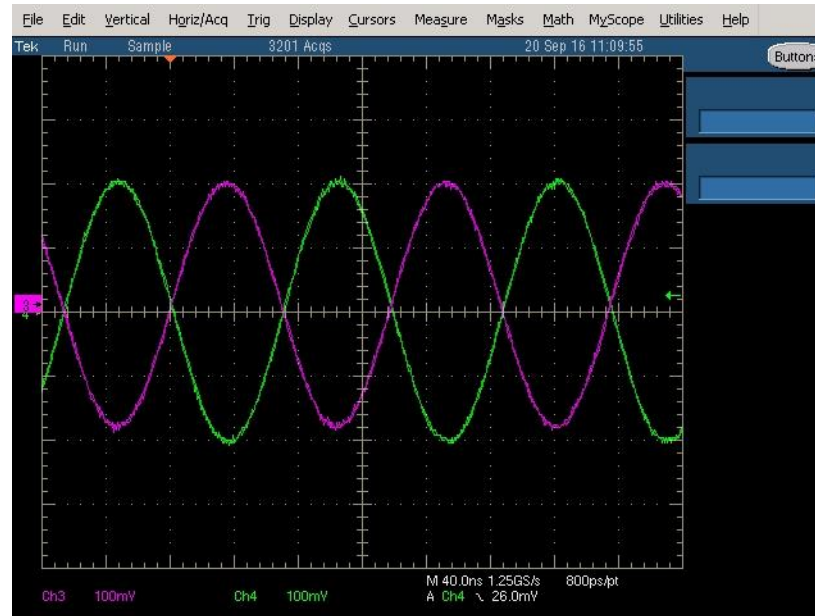 File Edit Vertical Horiz/Acq Trig Display Cursors Measure Masks Math MyScope Utilities Help
Tek Run Sample 3201 Acqs 20 Sep 16 11:09:55
Buttons
3
4
M 40.0ns 1.25GS/s 800ps/pt
Ch3 100mV Ch4 100mV A Ch4 \ 26.0mV